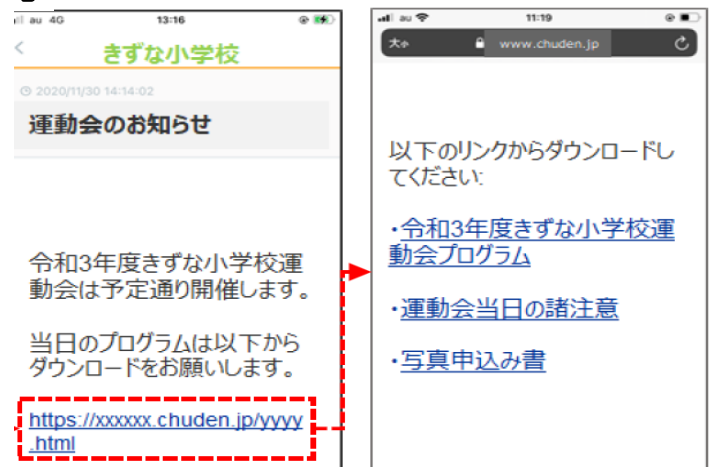 au 4G 13:16
きずな小学校
2020/11/30 14:14:02
運動会のお知らせ
令和3年度きずな小学校運
動会は予定通り開催します。
当日のプログラムは以下から
ダウンロードをお願いします。
https://xxxxxx.chuden.jp/yyyy
.html
au 11:19
大小 www.chuden.jp
以下のリンクからダウンロードし
てください:
・令和3年度きずな小学校運
動会プログラム
・運動会当日の諸注意
・写真申込み書